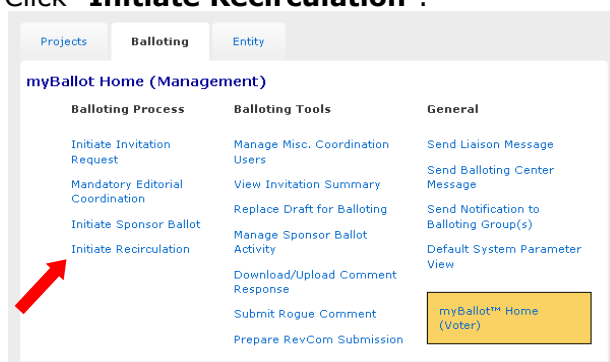 Click "Initiate Recirculation".
Projects Balloting Entity
myBallot Home (Management)
Balloting Process
Initiate Invitation
Request
Mandatory Editorial
Coordination
Initiate Sponsor Ballot
Initiate Recirculation
Balloting Tools
Manage Misc. Coordination
Users
View Invitation Summary
Replace Draft for Balloting
Manage Sponsor Ballot
Activity
Download/Upload Comment
Response
Submit Rogue Comment
Prepare RevCom Submission
General
Send Liaison Message
Send Balloting Center
Message
Send Notification to
Balloting Group(s)
Default System Parameter
View
myBallot™ Home
(Voter)